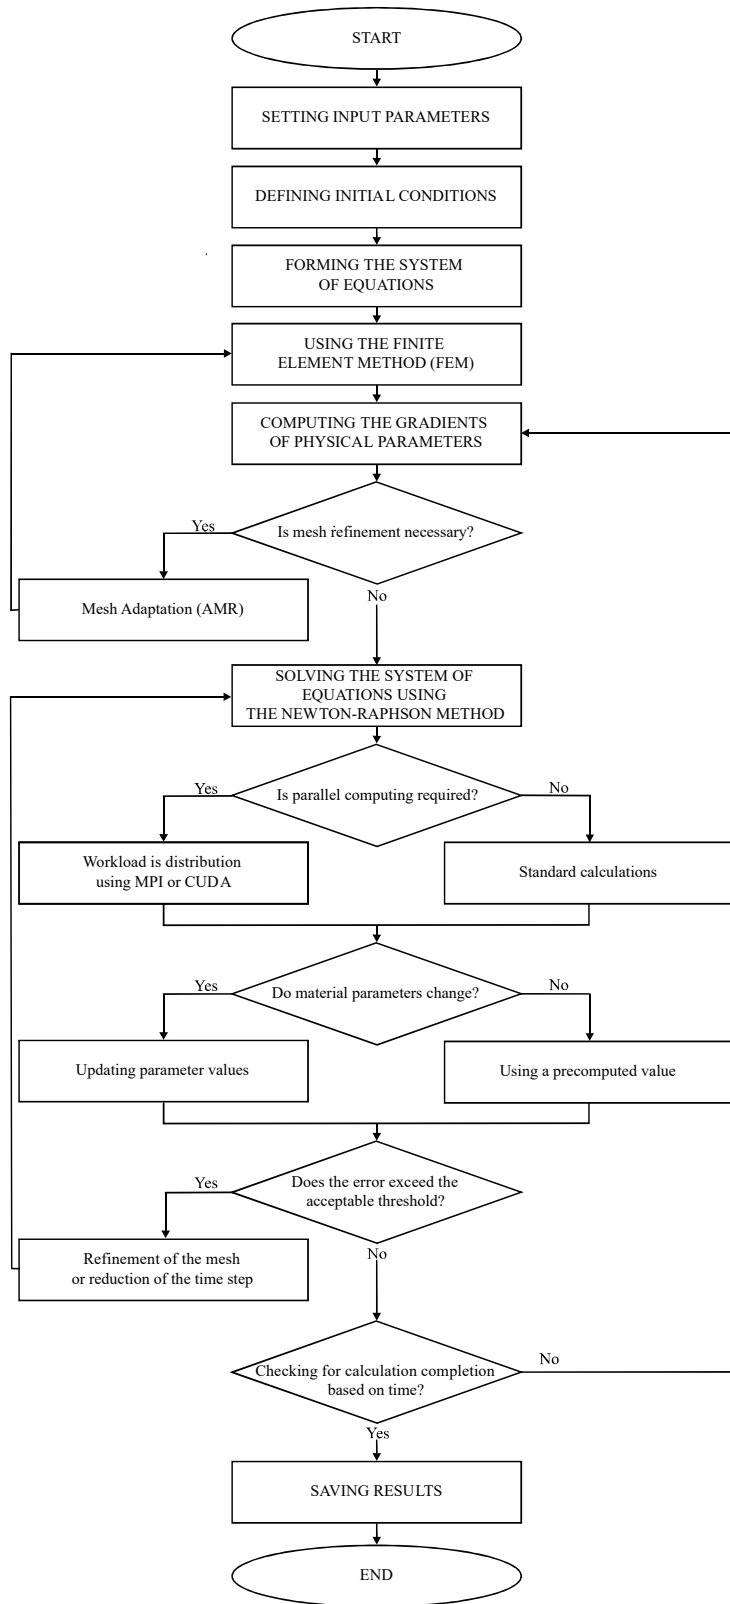 START
SETTING INPUT PARAMETERS
DEFINING INITIAL CONDITIONS
FORMING THE SYSTEM
OF EQUATIONS
USING THE FINITE
ELEMENT METHOD (FEM)
COMPUTING THE GRADIENTS
OF PHYSICAL PARAMETERS
Yes
Is mesh refinement necessary?
Mesh Adaptation (AMR)
No
SOLVING THE SYSTEM OF
EQUATIONS USING
THE NEWTON-RAPHSON METHOD
Yes
Is parallel computing required?
No
Workload is distribution
using MPI or CUDA
Standard calculations
Yes
Do material parameters change?
No
Updating parameter values
Using a precomputed value
Yes
Does the error exceed the
acceptable threshold?
Refinement of the mesh
or reduction of the time step
No
Checking for calculation completion
based on time?
No
Yes
SAVING RESULTS
END